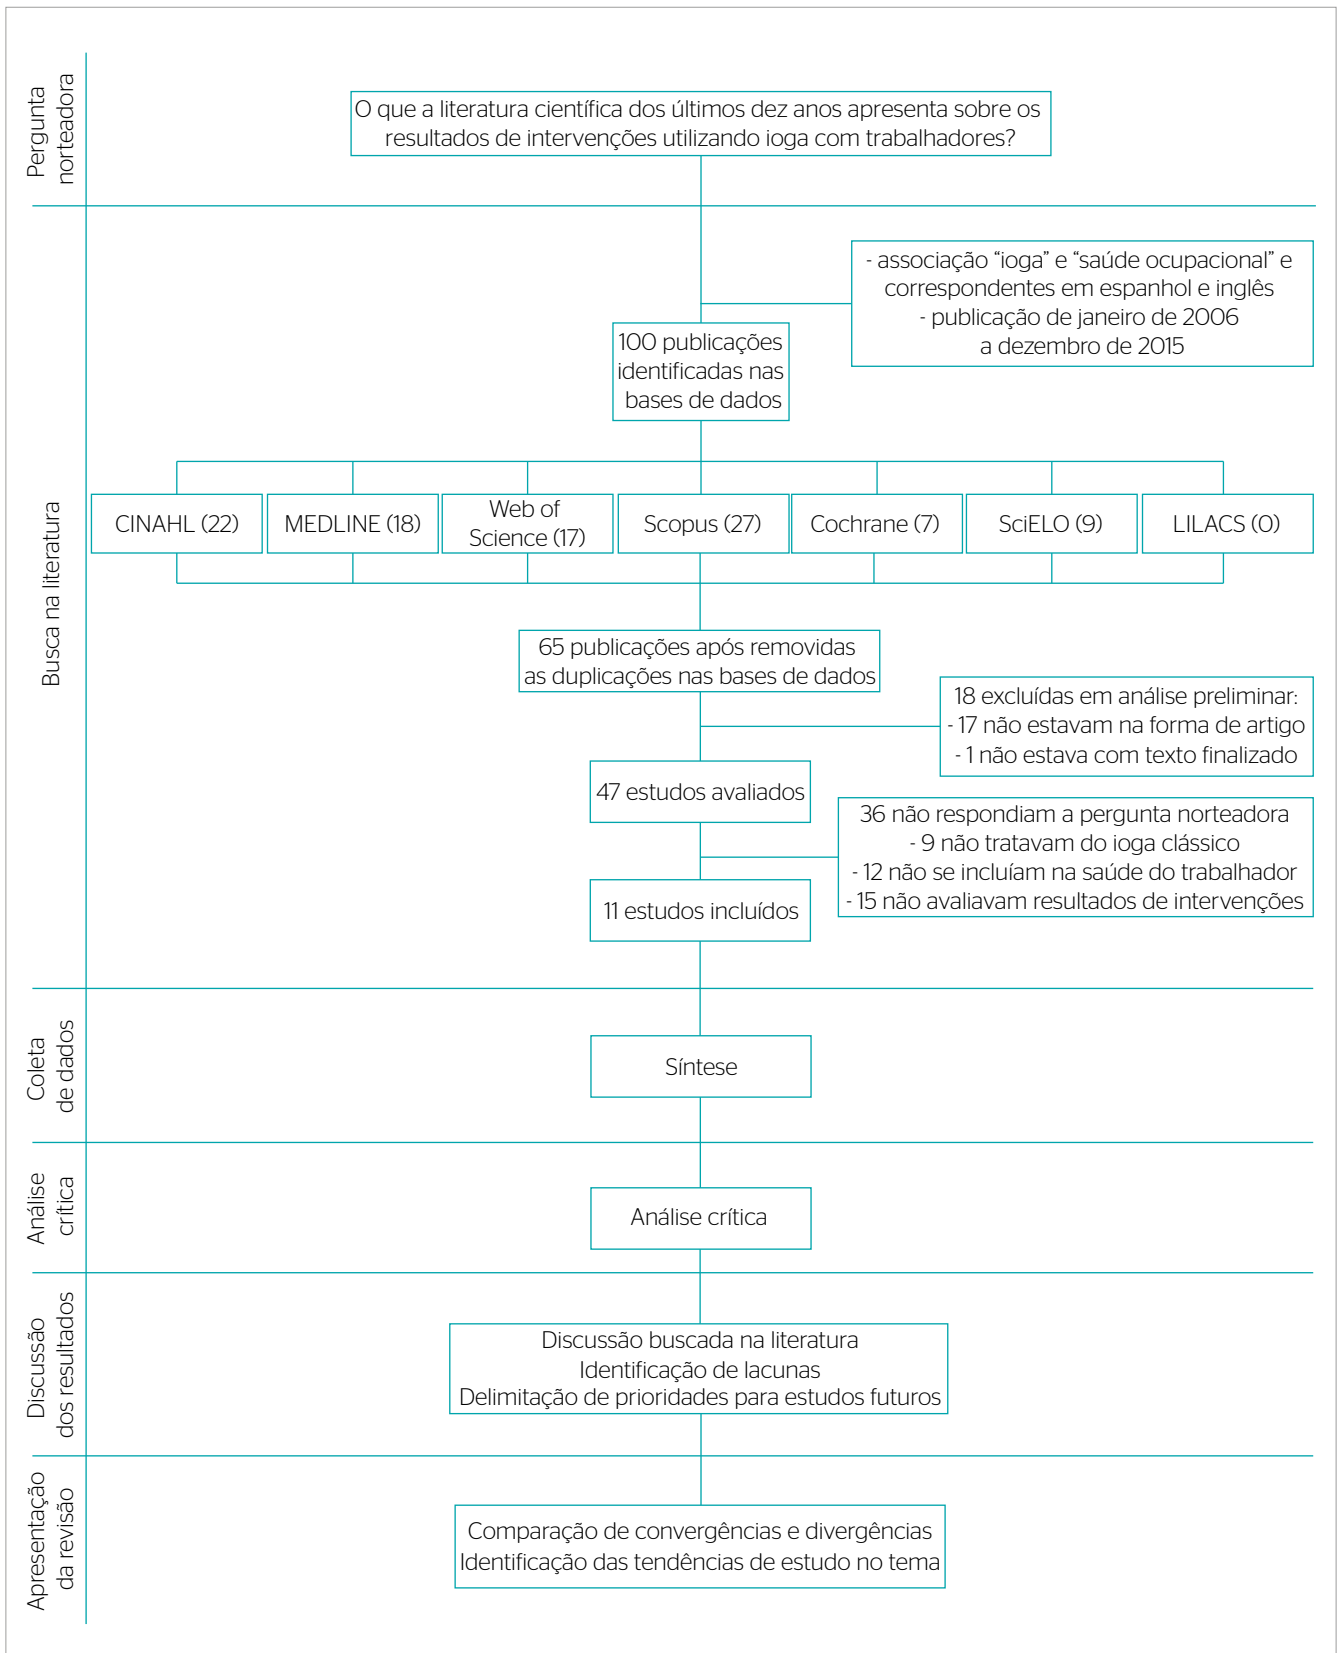 Pergunta
norteadora
O que a literatura científica dos últimos dez anos apresenta sobre os
resultados de intervenções utilizando ioga com trabalhadores?
Busca na literatura
- associação “ioga” e “saúde ocupacional” e
correspondentes em espanhol e inglês
- publicação de janeiro de 2006
a dezembro de 2015
100 publicações
identificadas nas
bases de dados
CINAHL (22)
MEDLINE (18)
Web of
Science (17)
Scopus (27)
Cochrane (7)
SciELO (9)
LILACS (0)
65 publicações após removidas
as duplicações nas bases de dados
18 excluídas em análise preliminar:
- 17 não estavam na forma de artigo
- 1 não estava com texto finalizado
47 estudos avaliados
36 não respondiam a pergunta norteadora
- 9 não tratavam do ioga clássico
- 12 não se incluíam na saúde do trabalhador
- 15 não avaliavam resultados de intervenções
11 estudos incluídos
Coleta
de dados
Síntese
Análise
crítica
Análise crítica
Discussão
dos resultados
Discussão buscada na literatura
Identificação de lacunas
Delimitação de prioridades para estudos futuros
Apresentação
da revisão
Comparação de convergências e divergências
Identificação das tendências de estudo no tema